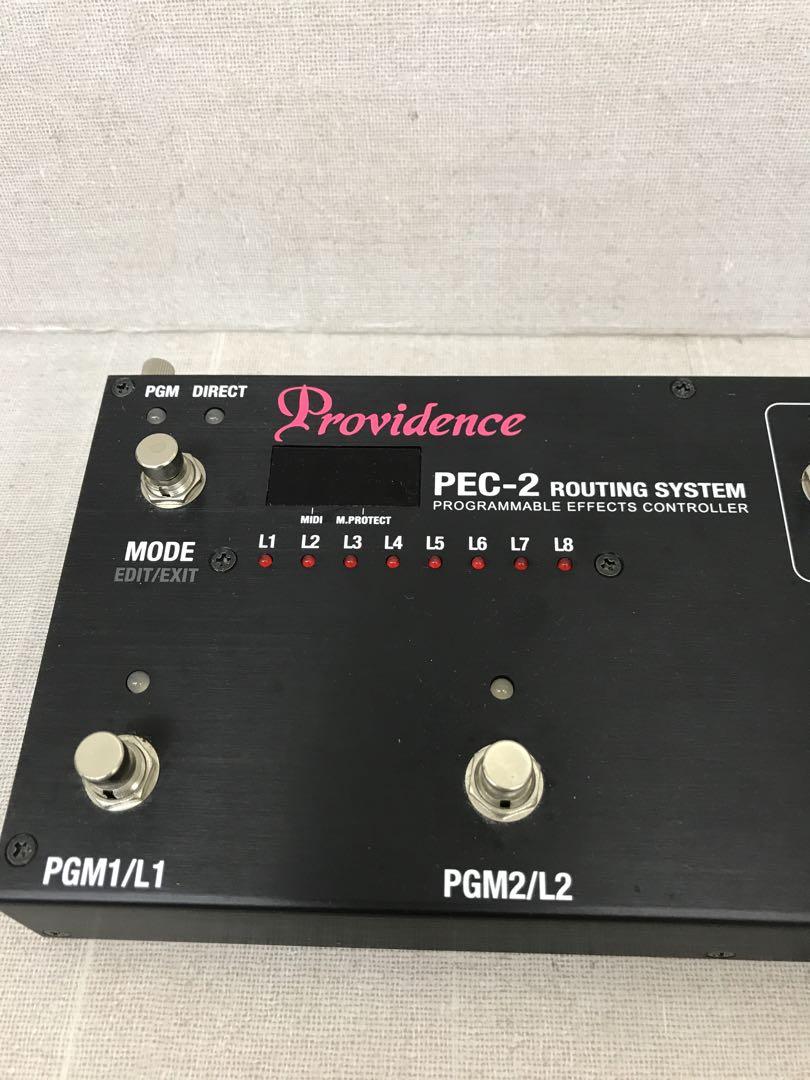 PGM DIRECT
Providence
PEC-2 ROUTING SYSTEM
PROGRAMMABLE EFFECTS CONTROLLER
MIDI M.PROTECT
MODE
EDIT/EXIT
L1 L2 L3 L4 L5 L6 L7 L8
PGM1/L1
PGM2/L2